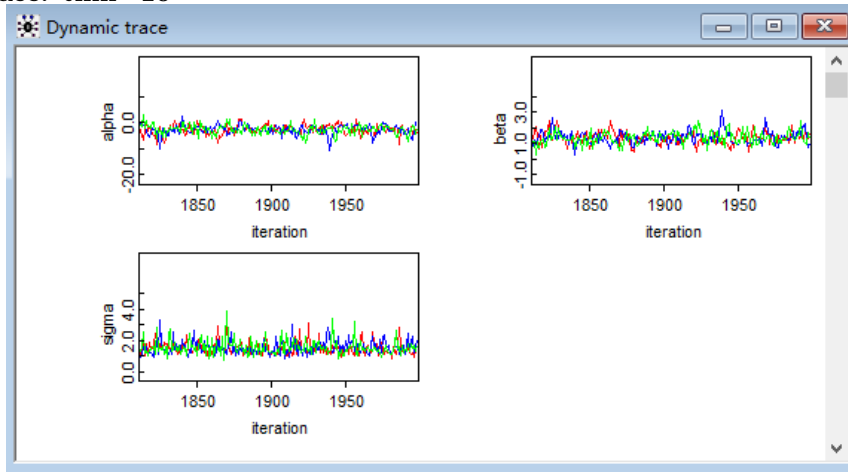 Dynamic trace
alpha
-20.0 0.0
1850 1900 1950
iteration
beta
-1.0 1.0 3.0
1850 1900 1950
iteration
sigma
0.0 2.0 4.0
1850 1900 1950
iteration